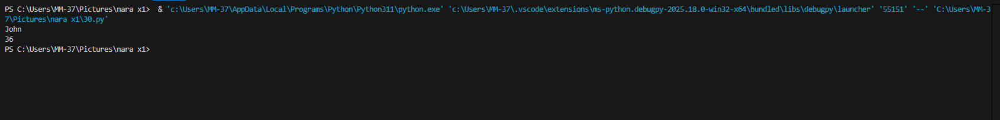 PS C:\Users\MM-37\Pictures\nara x1>  & 'c:\Users\MM-37\AppData\Local\Programs\Python\Python311\python.exe' 'c:\Users\MM-37\.vscode\extensions\ms-python.debugpy-2025.18.0-win32-x64\bundled\libs\debugpy\launcher' '55151' '--' 'C:\Users\MM-3
7\Pictures\nara x1\30.py'
John
36
PS C:\Users\MM-37\Pictures\nara x1>